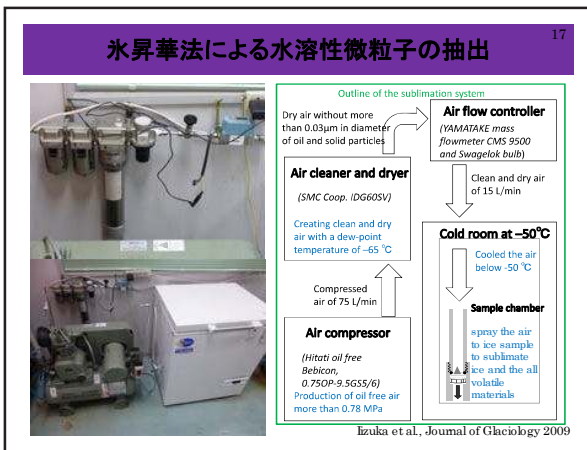 17
氷昇華法による水溶性微粒子の抽出
Outline of the sublimation system
Dry air without more
than 0.03μm in diameter
of oil and solid particles
Air flow controller
(YAMATAKE mass
flowmeter CMS 9500
and Swagelok bulb)
Air cleaner and dryer
(SMC Coop. IDG60SV)
Creating clean and dry
air with a dew-point
temperature of –65 ℃
Clean and dry air
of 15 L/min
Compressed
air of 75 L/min
Air compressor
(Hitati oil free
Bebicon,
0.75OP-9.5GS5/6)
Production of oil free air
more than 0.78 MPa
Cold room at –50℃
Cooled the air
below -50 ℃
Sample chamber
spray the air
to ice sample
to sublimate
ice and the all
volatile
materials
Iizuka et al., Journal of Glaciology 2009